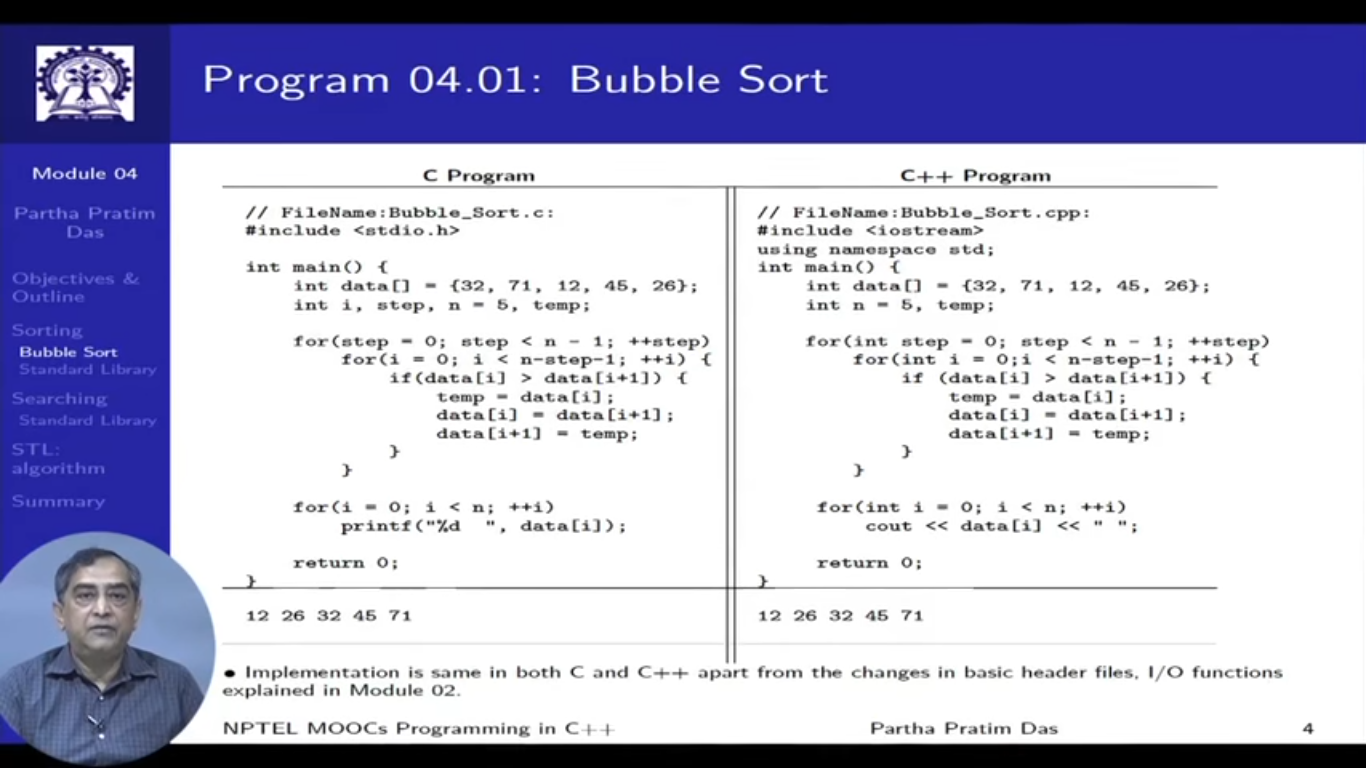 Program 04.01: Bubble Sort
Module 04
Partha Pratim
Das
Objectives &
Outline
Sorting
Bubble Sort
Standard Library
Searching
Standard Library
STL:
algorithm
Summary
C Program
// FileName:Bubble_Sort.c:
#include <stdio.h>
int main() {
int data[] = {32, 71, 12, 45, 26};
int i, step, n = 5, temp;
for(step = 0; step < n - 1; ++step)
for(i = 0; i < n-step-1; ++i) {
if(data[i] > data[i+1]) {
temp = data[i];
data[i] = data[i+1];
data[i+1] = temp;
}
}
for(i = 0; i < n; ++i)
printf("%d  ", data[i]);
return 0;
}
12 26 32 45 71
C++ Program
// FileName:Bubble_Sort.cpp:
#include <iostream>
using namespace std;
int main() {
int data[] = {32, 71, 12, 45, 26};
int n = 5, temp;
for(int step = 0; step < n - 1; ++step)
for(int i = 0;i < n-step-1; ++i) {
if (data[i] > data[i+1]) {
temp = data[i];
data[i] = data[i+1];
data[i+1] = temp;
}
}
for(int i = 0; i < n; ++i)
cout << data[i] << " ";
return 0;
}
12 26 32 45 71
● Implementation is same in both C and C++ apart from the changes in basic header files, I/O functions
explained in Module 02.
NPTEL MOOCs Programming in C++
Partha Pratim Das
4